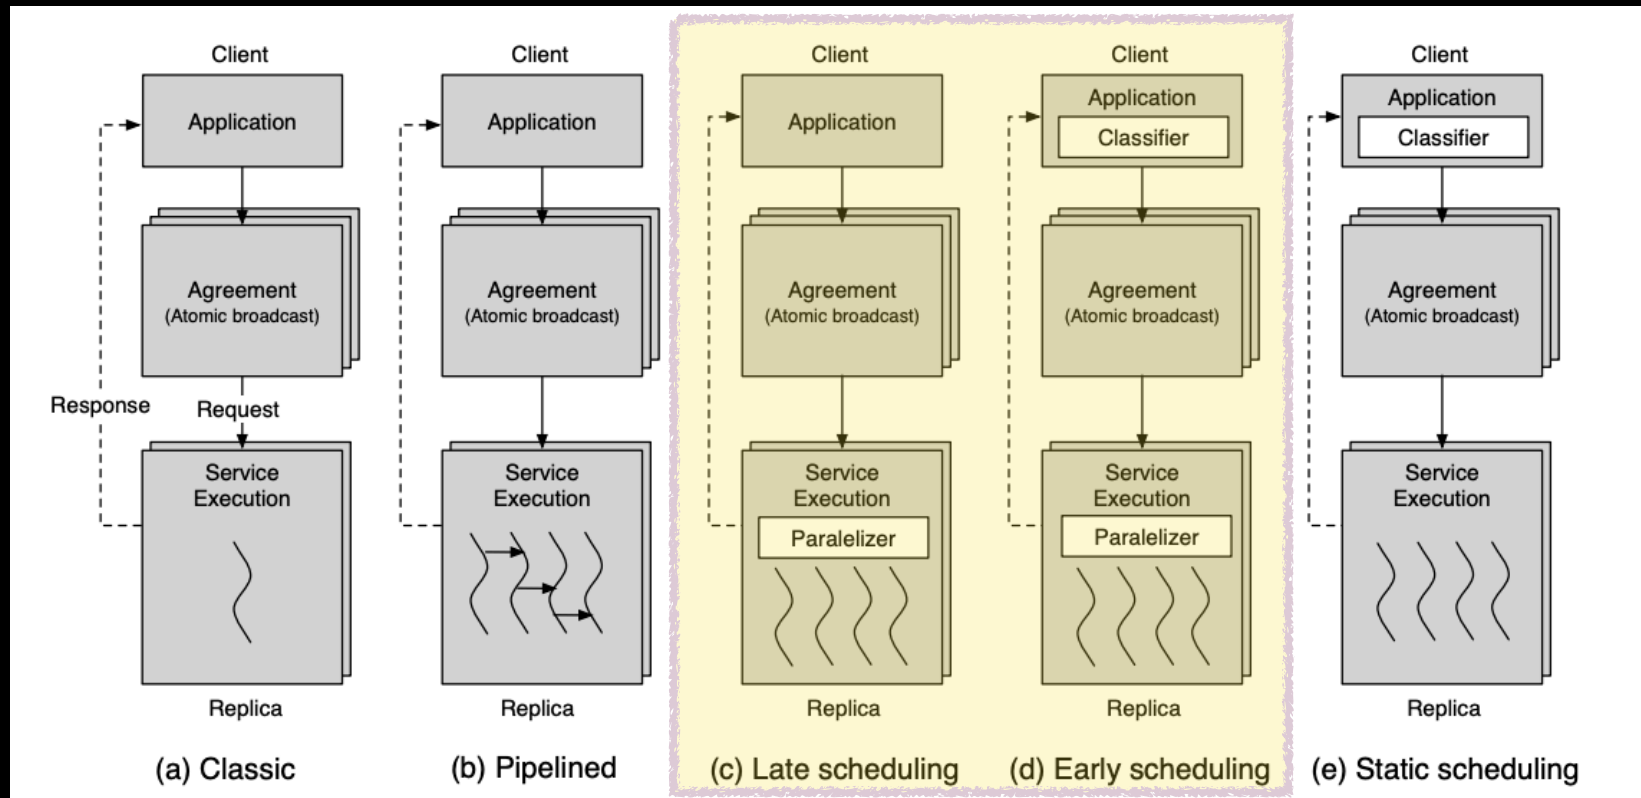 Client
Application
Agreement
(Atomic broadcast)
Response
Request
Service
Execution
Replica
(a) Classic
Client
Application
Agreement
(Atomic broadcast)
Service
Execution
Replica
(b) Pipelined
Client
Application
Agreement
(Atomic broadcast)
Service
Execution
Paralelizer
Replica
(c) Late scheduling
Client
Application
Classifier
Agreement
(Atomic broadcast)
Service
Execution
Paralelizer
Replica
(d) Early scheduling
Client
Application
Classifier
Agreement
(Atomic broadcast)
Service
Execution
Replica
(e) Static scheduling